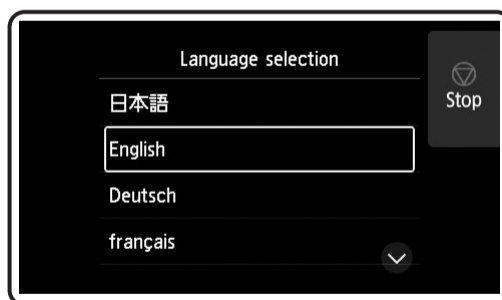 Language selection
日本語
English
Deutsch
français
Stop